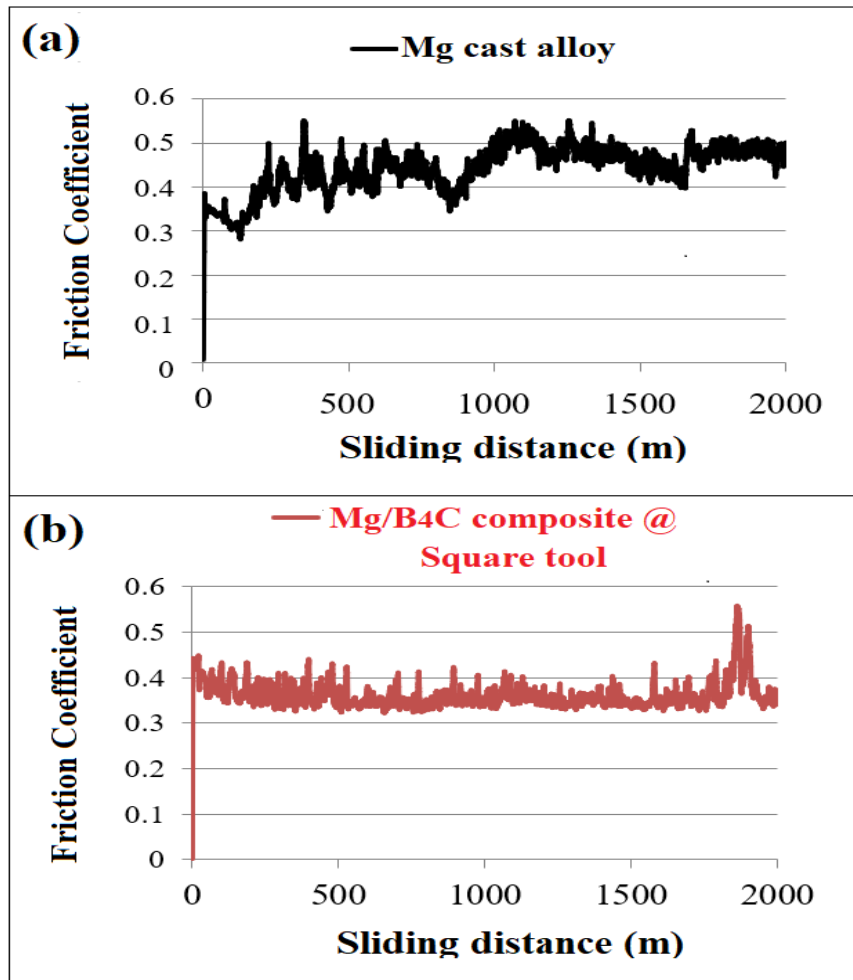 (a)
Mg cast alloy
Friction Coefficient
0.6
0.5
0.4
0.3
0.2
0.1
0
0 500 1000 1500 2000
Sliding distance (m)
(b)
Mg/B4C composite @
Square tool
Friction Coefficient
0.6
0.5
0.4
0.3
0.2
0.1
0
0 500 1000 1500 2000
Sliding distance (m)